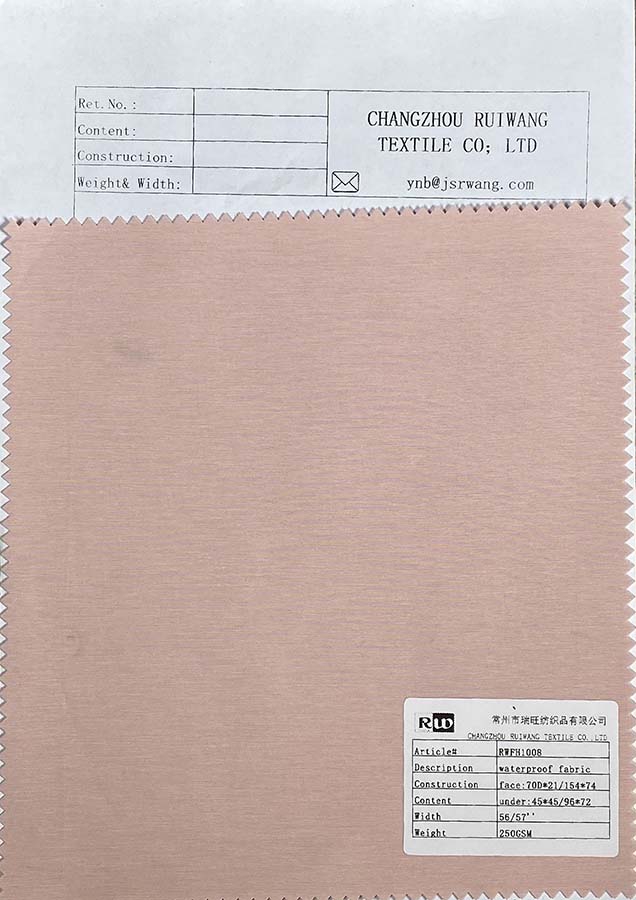 Ret.No.:
Content:
Construction:
Weight& Width:
CHANGZHOU RUIWANG
TEXTILE CO; LTD
ynb@jsrwang.com
RW
常州市瑞旺纺织品有限公司
CHANGZHOU RUIWANG TEXTILE CO.,LTD
Article# RWFH1008
Description waterproof fabric
Construction face:70D*21/154*74
Content under:45*45/96*72
Width 56/57''
Weight 250GSM